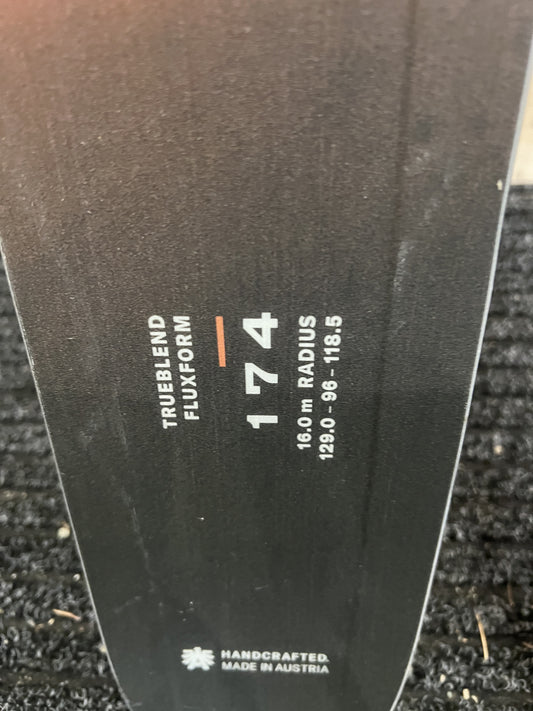 TRUEBLEND
FLUXFORM
174
16.0 m RADIUS
129.0 - 96 - 118.5
HANDCRAFTED.
MADE IN AUSTRIA